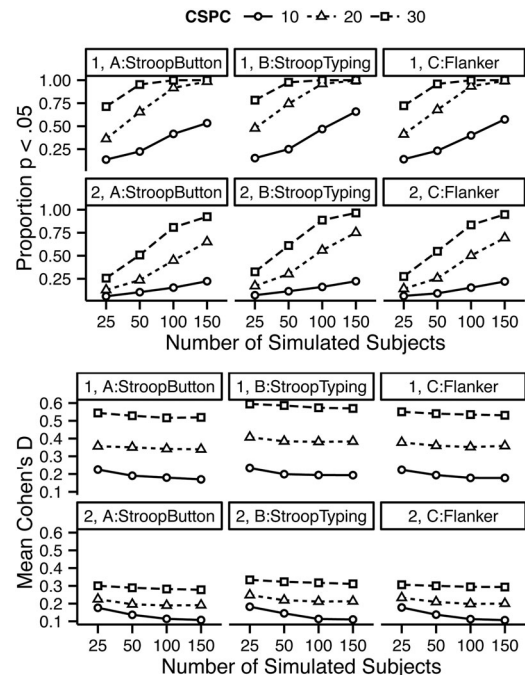 CSPC 10 20 30
1, A:StroopButton 1, B:StroopTyping 1, C:Flanker
1.00
0.75
0.50
0.25
2, A:StroopButton 2, B:StroopTyping 2, C:Flanker
1.00
0.75
0.50
0.25
Proportion p < .05
25 50 100 150 25 50 100 150 25 50 100 150
Number of Simulated Subjects
1, A:StroopButton 1, B:StroopTyping 1, C:Flanker
0.6
0.5
0.4
0.3
0.2
0.1
2, A:StroopButton 2, B:StroopTyping 2, C:Flanker
0.6
0.5
0.4
0.3
0.2
0.1
Mean Cohen's D
25 50 100 150 25 50 100 150 25 50 100 150
Number of Simulated Subjects